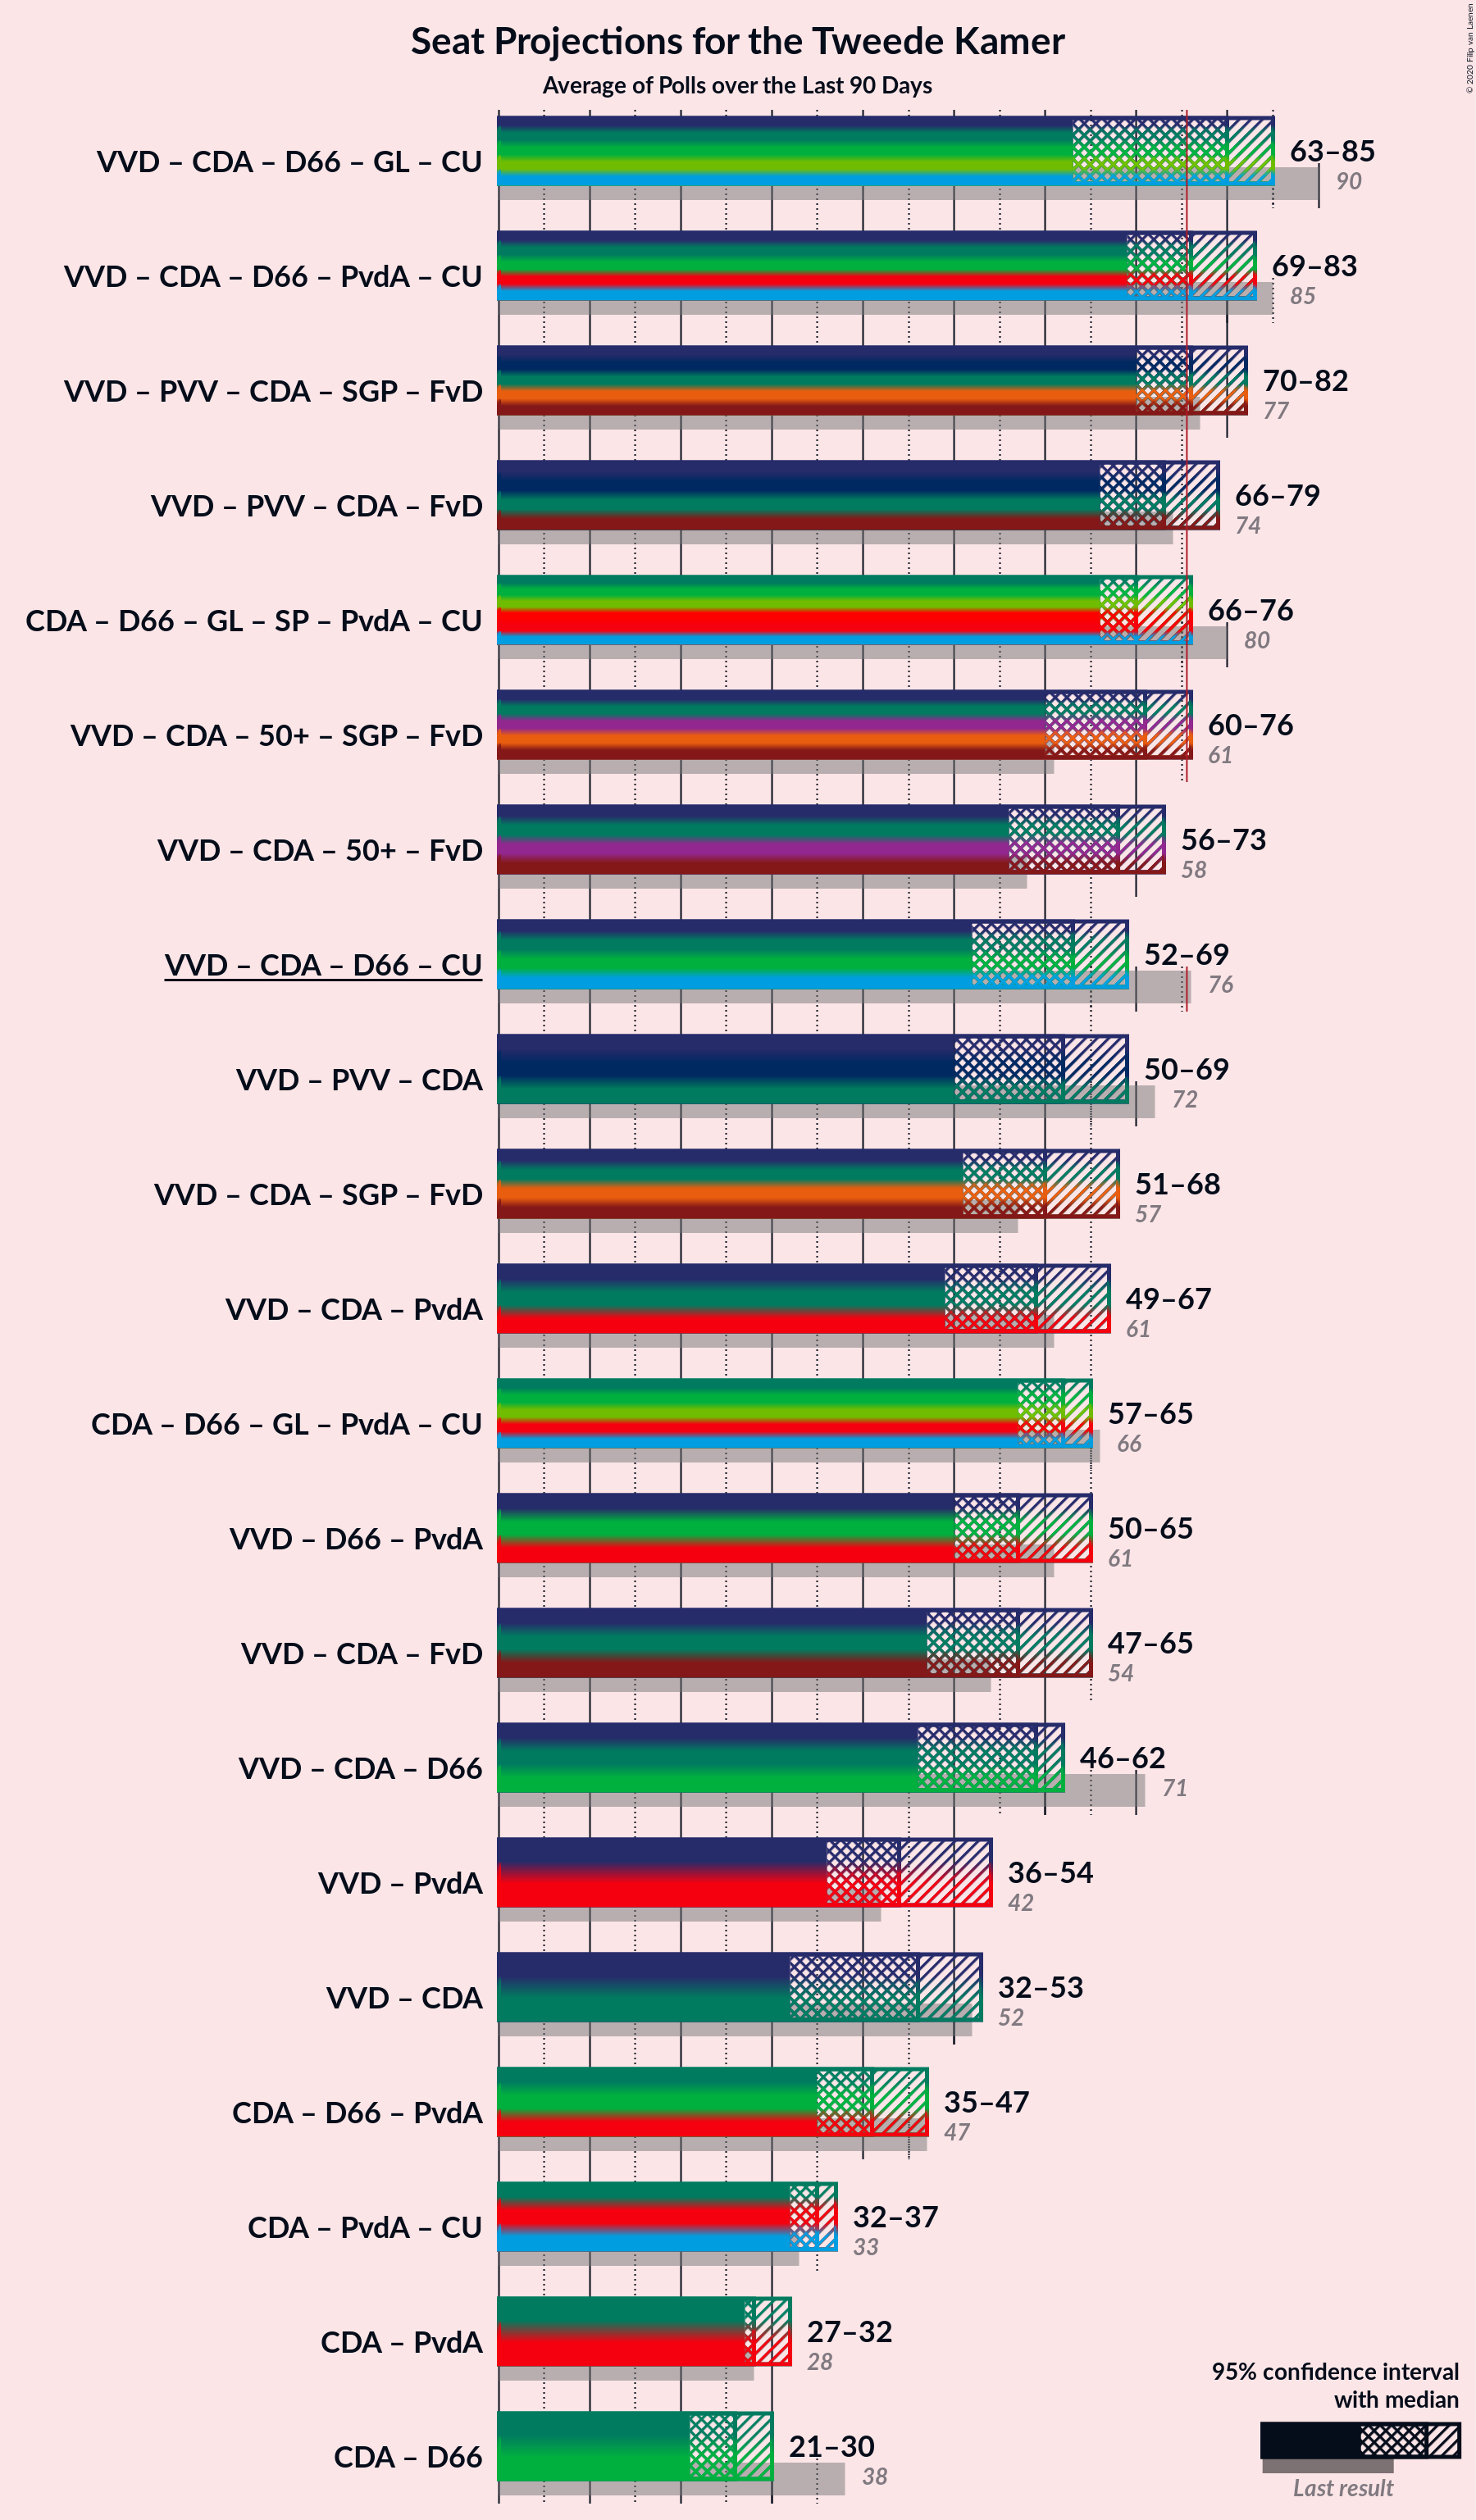 Seat Projections for the Tweede Kamer
Average of Polls over the Last 90 Days
© 2020 Filip van Laenen
VVD – CDA – D66 – GL – CU
63–85
90
VVD – CDA – D66 – PvdA – CU
69–83
85
VVD – PVV – CDA – SGP – FvD
70–82
77
VVD – PVV – CDA – FvD
66–79
74
CDA – D66 – GL – SP – PvdA – CU
66–76
80
VVD – CDA – 50+ – SGP – FvD
60–76
61
VVD – CDA – 50+ – FvD
56–73
58
VVD – CDA – D66 – CU
52–69
76
VVD – PVV – CDA
50–69
72
VVD – CDA – SGP – FvD
51–68
57
VVD – CDA – PvdA
49–67
61
CDA – D66 – GL – PvdA – CU
57–65
66
VVD – D66 – PvdA
50–65
61
VVD – CDA – FvD
47–65
54
VVD – CDA – D66
46–62
71
VVD – PvdA
36–54
42
VVD – CDA
32–53
52
CDA – D66 – PvdA
35–47
47
CDA – PvdA – CU
32–37
33
CDA – PvdA
27–32
28
CDA – D66
21–30
38
95% confidence interval
with median
Last result